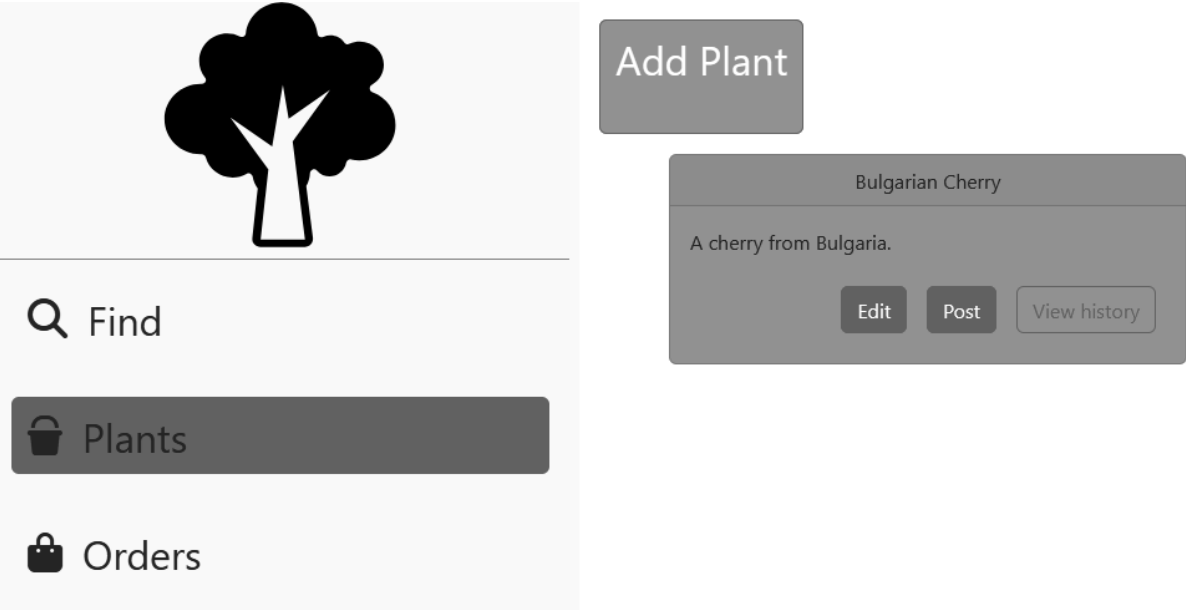 Find
Plants
Orders
Add Plant
Bulgarian Cherry
A cherry from Bulgaria.
Edit
Post
View history